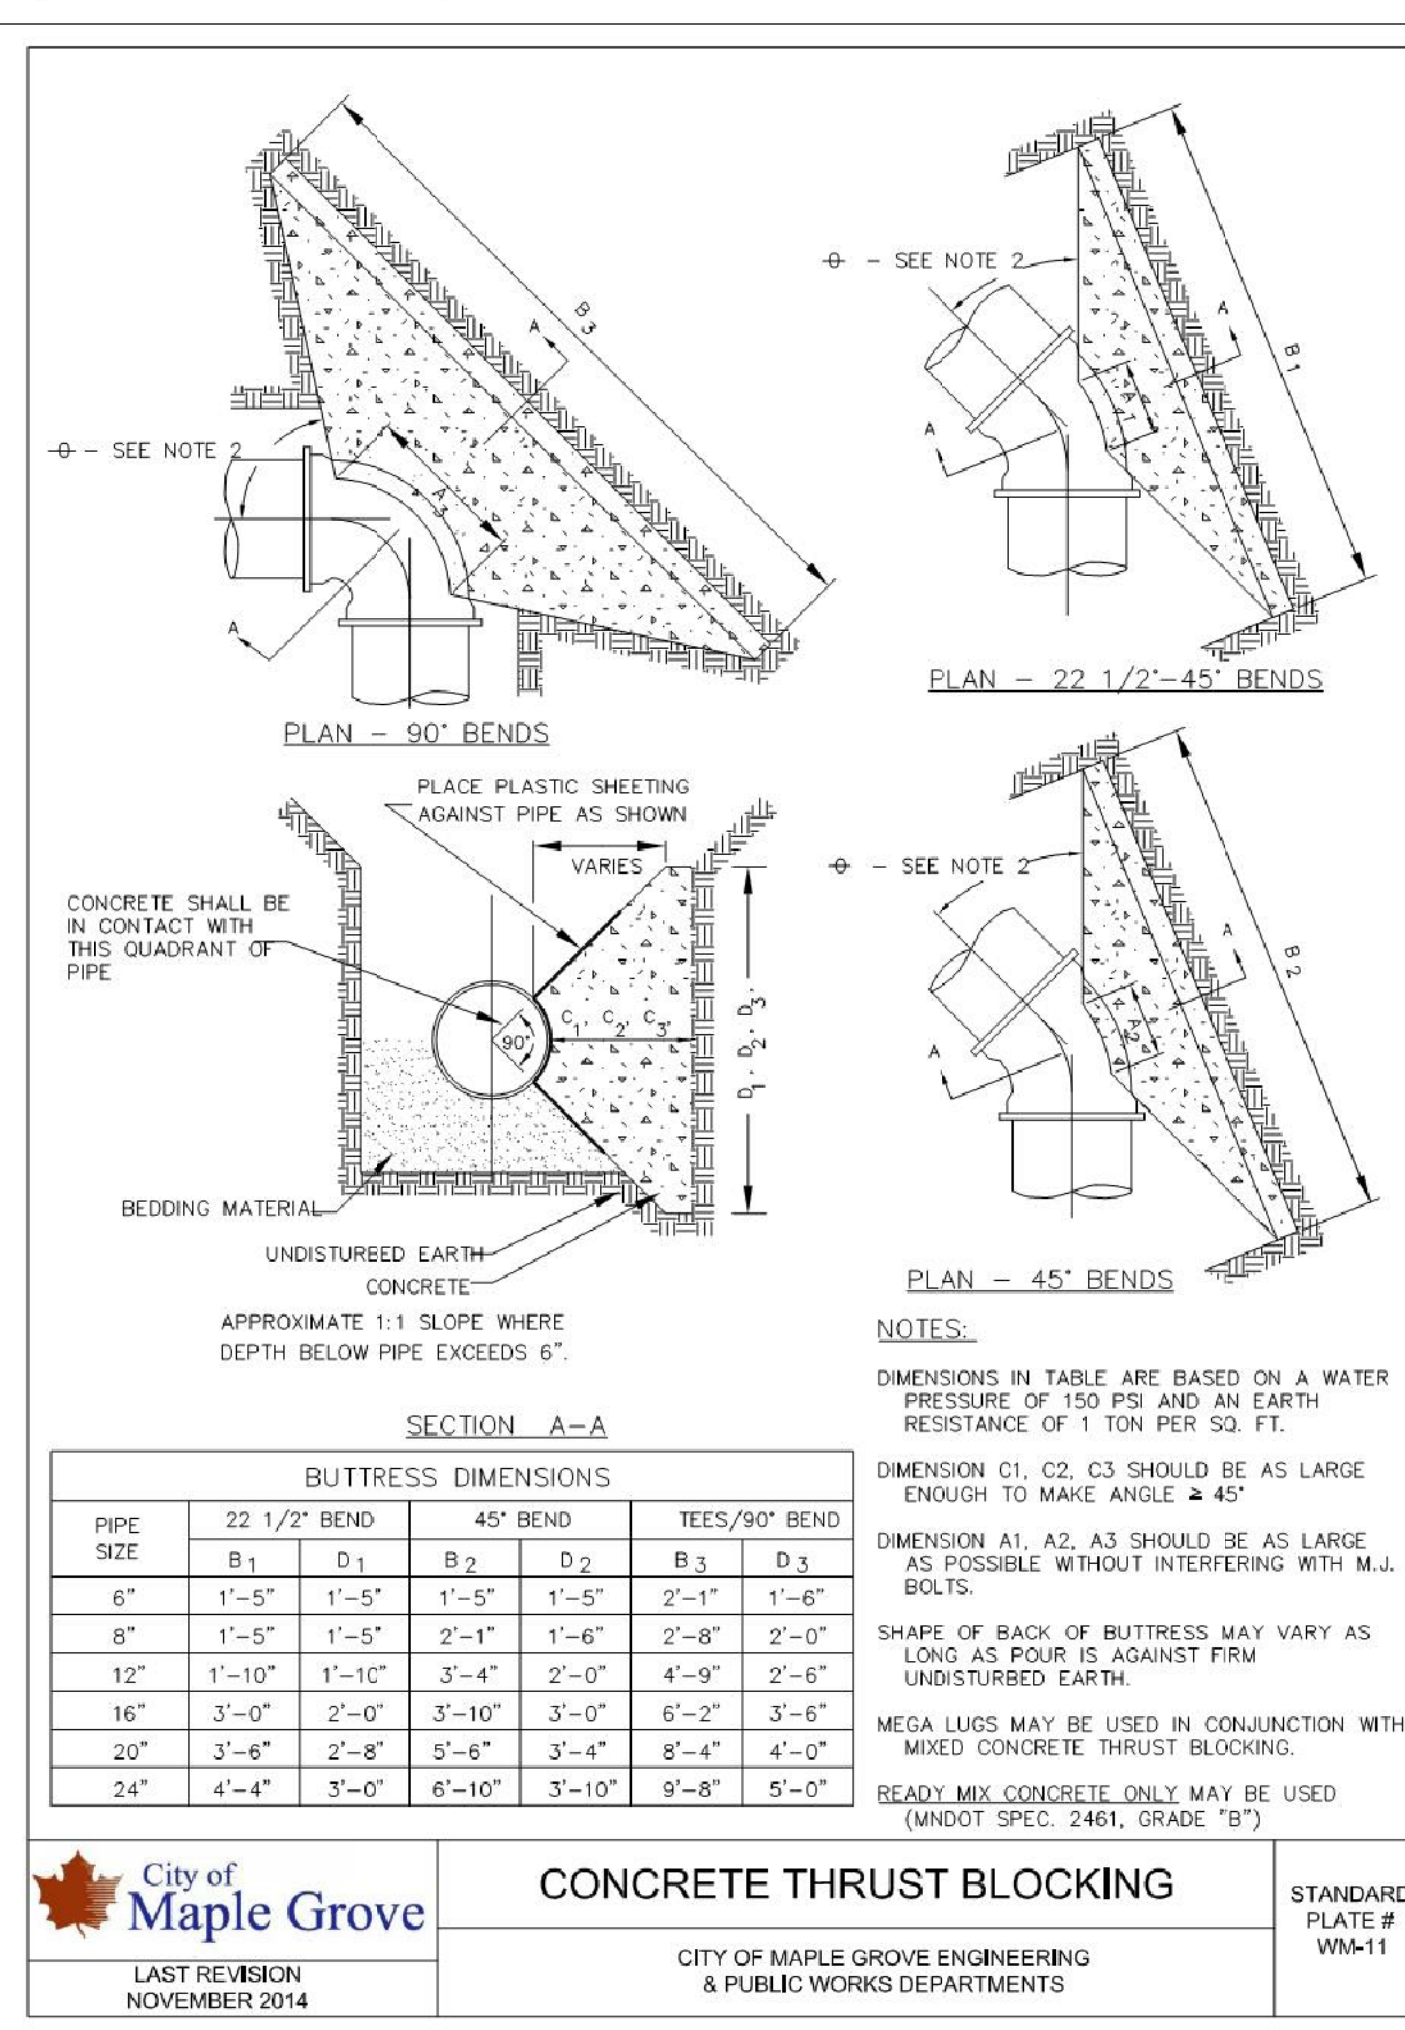 B3
A
θ - SEE NOTE 2
A3
A
PLAN - 90° BENDS
θ - SEE NOTE 2
A
B1
A1
A
PLAN - 22 1/2°-45° BENDS
PLACE PLASTIC SHEETING
AGAINST PIPE AS SHOWN
VARIES
CONCRETE SHALL BE
IN CONTACT WITH
THIS QUADRANT OF
PIPE
C1, C2, C3,
90°
D1, D2, D3,
BEDDING MATERIAL
UNDISTURBED EARTH
CONCRETE
APPROXIMATE 1:1 SLOPE WHERE
DEPTH BELOW PIPE EXCEEDS 6".
SECTION A-A
θ - SEE NOTE 2
A
B2
A2
A
PLAN - 45° BENDS
BUTTRESS DIMENSIONS
PIPE SIZE 22 1/2° BEND 45° BEND TEES/90° BEND
B1 D1 B2 D2 B3 D3
6" 1'-5" 1'-5" 1'-5" 1'-5" 2'-1" 1'-6"
8" 1'-5" 1'-5" 2'-1" 1'-6" 2'-8" 2'-0"
12" 1'-10" 1'-10" 3'-4" 2'-0" 4'-9" 2'-6"
16" 3'-0" 2'-0" 3'-10" 3'-0" 6'-2" 3'-6"
20" 3'-6" 2'-8" 5'-6" 3'-4" 8'-4" 4'-0"
24" 4'-4" 3'-0" 6'-10" 3'-10" 9'-8" 5'-0"
NOTES:
DIMENSIONS IN TABLE ARE BASED ON A WATER
PRESSURE OF 150 PSI AND AN EARTH
RESISTANCE OF 1 TON PER SQ. FT.
DIMENSION C1, C2, C3 SHOULD BE AS LARGE
ENOUGH TO MAKE ANGLE ≥ 45°
DIMENSION A1, A2, A3 SHOULD BE AS LARGE
AS POSSIBLE WITHOUT INTERFERING WITH M.J.
BOLTS.
SHAPE OF BACK OF BUTTRESS MAY VARY AS
LONG AS POUR IS AGAINST FIRM
UNDISTURBED EARTH.
MEGA LUGS MAY BE USED IN CONJUNCTION WITH
MIXED CONCRETE THRUST BLOCKING.
READY MIX CONCRETE ONLY MAY BE USED
(MNDOT SPEC. 2461, GRADE "B")
City of
Maple Grove
LAST REVISION
NOVEMBER 2014
CONCRETE THRUST BLOCKING
CITY OF MAPLE GROVE ENGINEERING
& PUBLIC WORKS DEPARTMENTS
STANDARD
PLATE #
WM-11